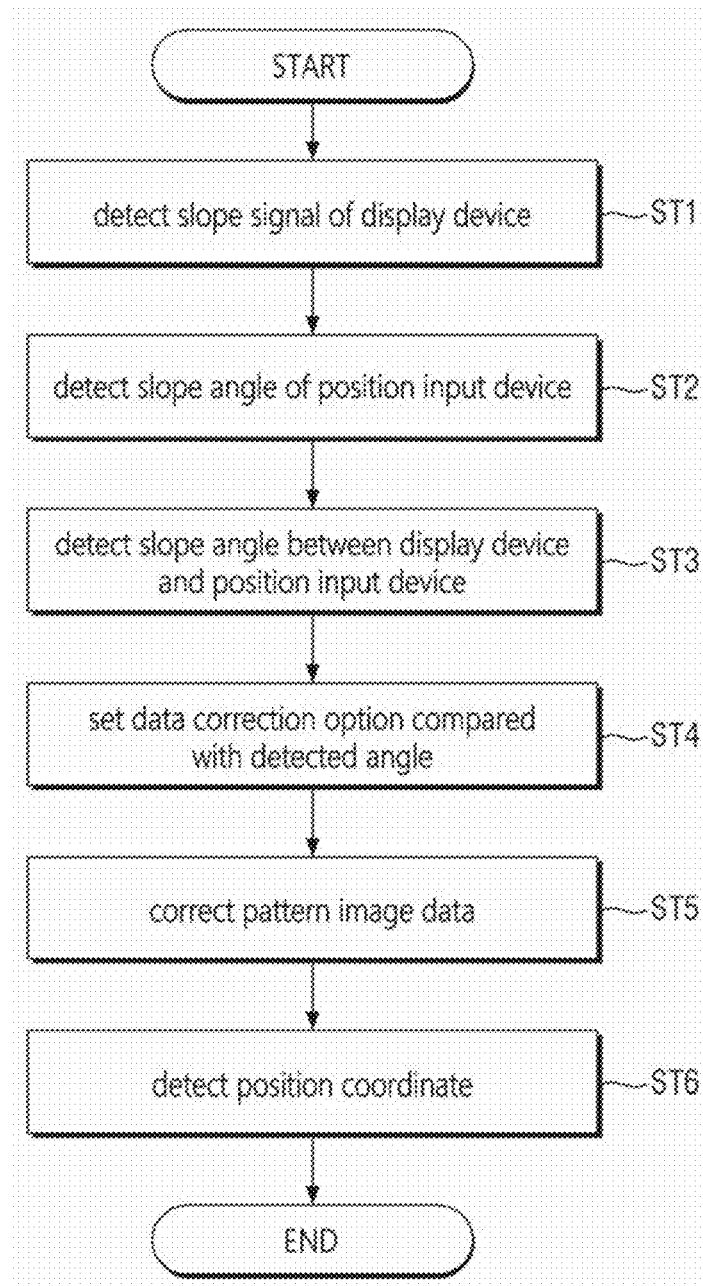 START
detect slope signal of display device
ST1
detect slope angle of position input device
ST2
detect slope angle between display device
and position input device
ST3
set data correction option compared
with detected angle
ST4
correct pattern image data
ST5
detect position coordinate
ST6
END